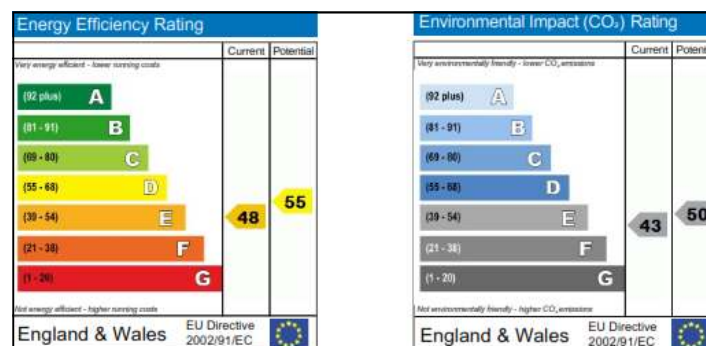 Energy Efficiency Rating
Current Potential
Very energy efficient - lower running costs
(92 plus) A
(81 - 91) B
(69 - 80) C
(55 - 68) D
(39 - 54) E
(21 - 38) F
(1 - 20) G
48
55
Not energy efficient - higher running costs
England & Wales
EU Directive
2002/91/EC
Environmental Impact (CO₂) Rating
Current Potent
Very environmentally friendly - lower CO₂ emissions
(92 plus) A
(81 - 91) B
(69 - 80) C
(55 - 68) D
(39 - 54) E
(21 - 38) F
(1 - 20) G
43
50
Not environmentally friendly - higher CO₂ emissions
England & Wales
EU Directive
2002/91/EC